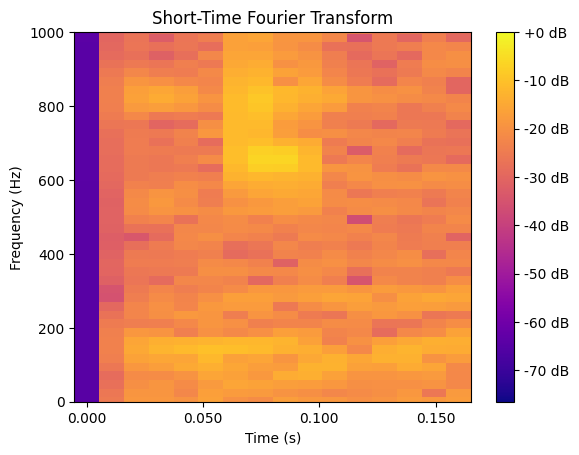 Short-Time Fourier Transform
Frequency (Hz)
1000
800
600
400
200
0
0.000
0.050
0.100
0.150
Time (s)
+0 dB
-10 dB
-20 dB
-30 dB
-40 dB
-50 dB
-60 dB
-70 dB